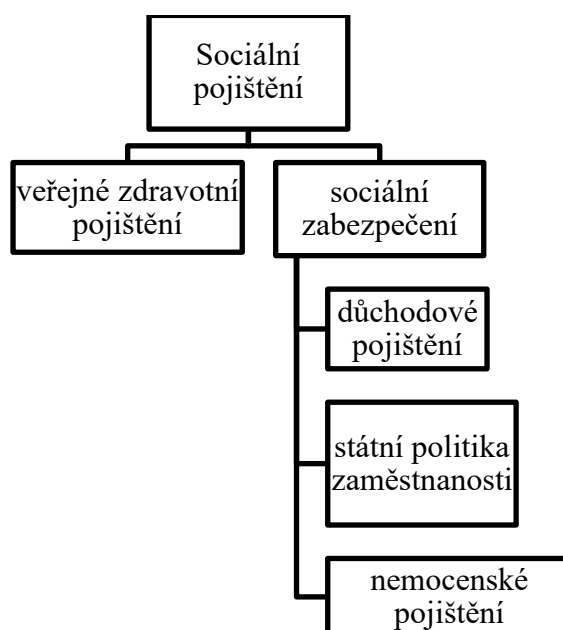 Sociální
pojištění
veřejné zdravotní
pojištění
sociální
zabezpečení
důchodové
pojištění
státní politika
zaměstnanosti
nemocenské
pojištění